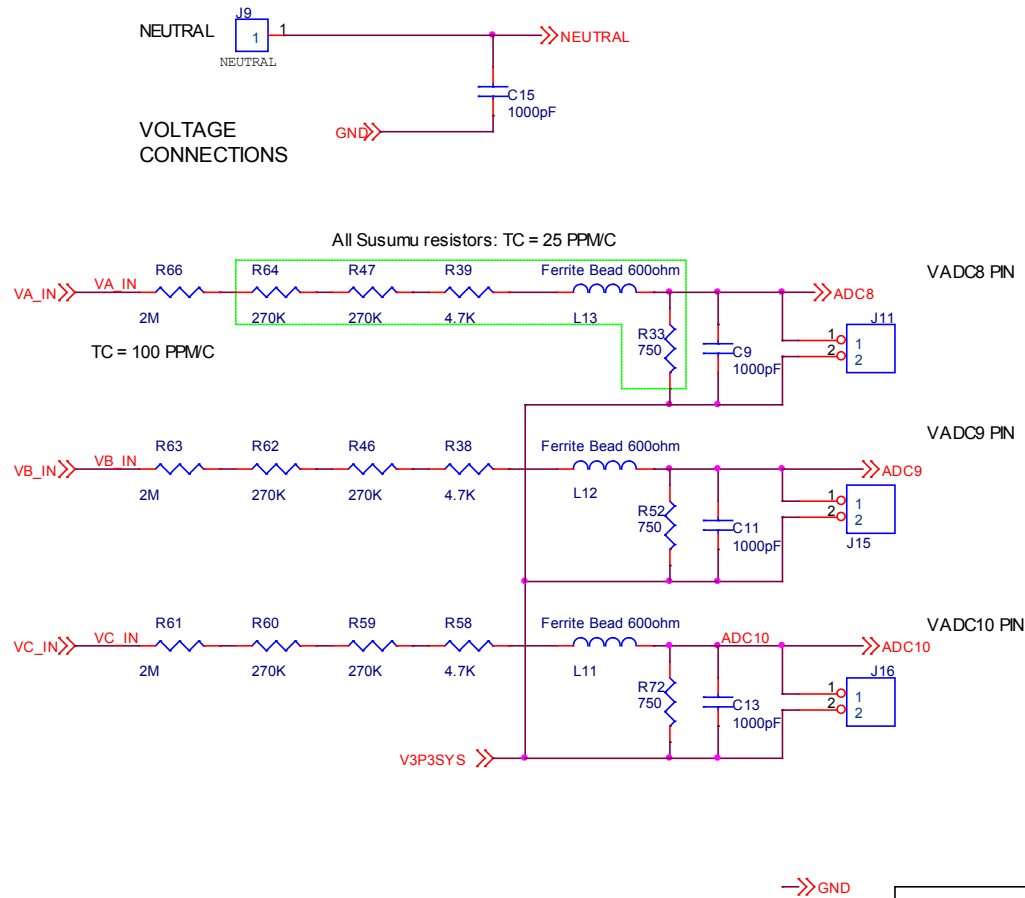 J9
NEUTRAL
1
1
NEUTRAL
NEUTRAL
C15
1000pF
GND
VOLTAGE
CONNECTIONS
All Susumu resistors: TC = 25 PPM/C
R66 R64 R47 R39 Ferrite Bead 600ohm VADC8 PIN
VA_IN VA_IN ADC8
2M 270K 270K 4.7K L13 J11
R33
750
1 1
2 2
TC = 100 PPM/C
C9
1000pF
R63 R62 R46 R38 Ferrite Bead 600ohm VADC9 PIN
VB_IN VB_IN ADC9
2M 270K 270K 4.7K L12
R52
750
1 1
2 2
C11
1000pF
J15
R61 R60 R59 R58 Ferrite Bead 600ohm VADC10 PIN
VC_IN VC_IN ADC10 ADC10
2M 270K 270K 4.7K L11 J16
R72
750
1 1
2 2
C13
1000pF
V3P3SYS
GND